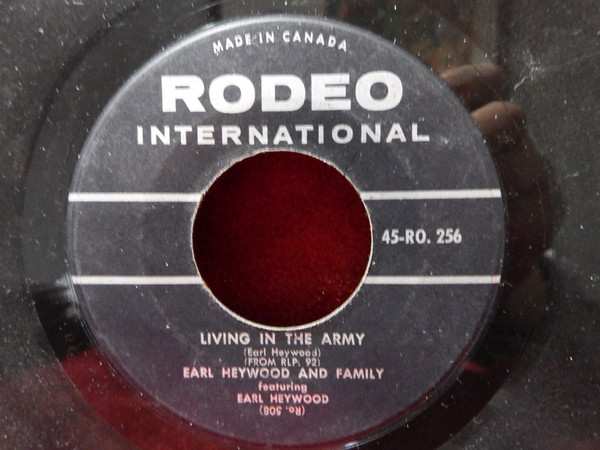 MADE IN CANADA
RODEO
INTERNATIONAL
45-RO. 256
LIVING IN THE ARMY
(Earl Heywood)
(FROM RLP. 92)
EARL HEYWOOD AND FAMILY
featuring
EARL HEYWOOD
(Ro. 508)